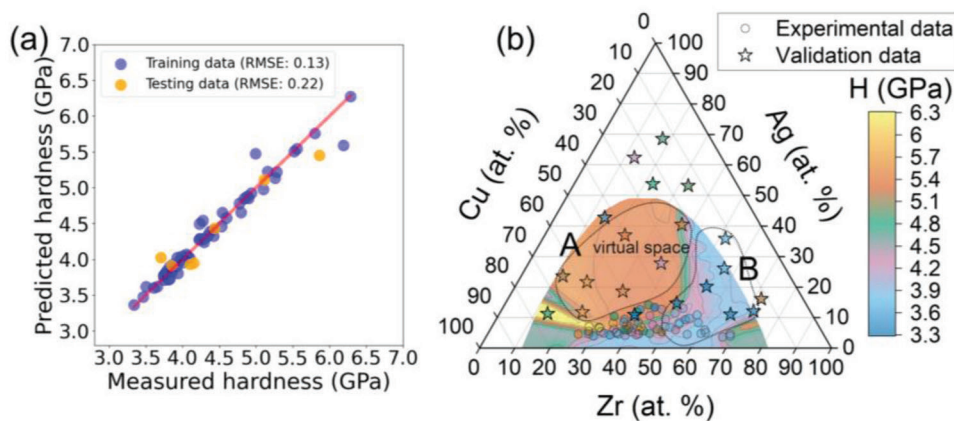 (a)
7.0
6.5
6.0
5.5
5.0
4.5
4.0
3.5
3.0
Predicted hardness (GPa)
Training data (RMSE: 0.13)
Testing data (RMSE: 0.22)
3.0 3.5 4.0 4.5 5.0 5.5 6.0 6.5 7.0
Measured hardness (GPa)
(b)
Experimental data
Validation data
H (GPa)
6.3
6
5.7
5.4
5.1
4.8
4.5
4.2
3.9
3.6
3.3
Cu (at. %)
0
10
20
30
40
50
60
70
80
90
100
Ag (at. %)
100
90
80
70
60
50
40
30
20
10
0
A
virtual space
B
0 10 20 30 40 50 60 70 80 90 100
Zr (at. %)